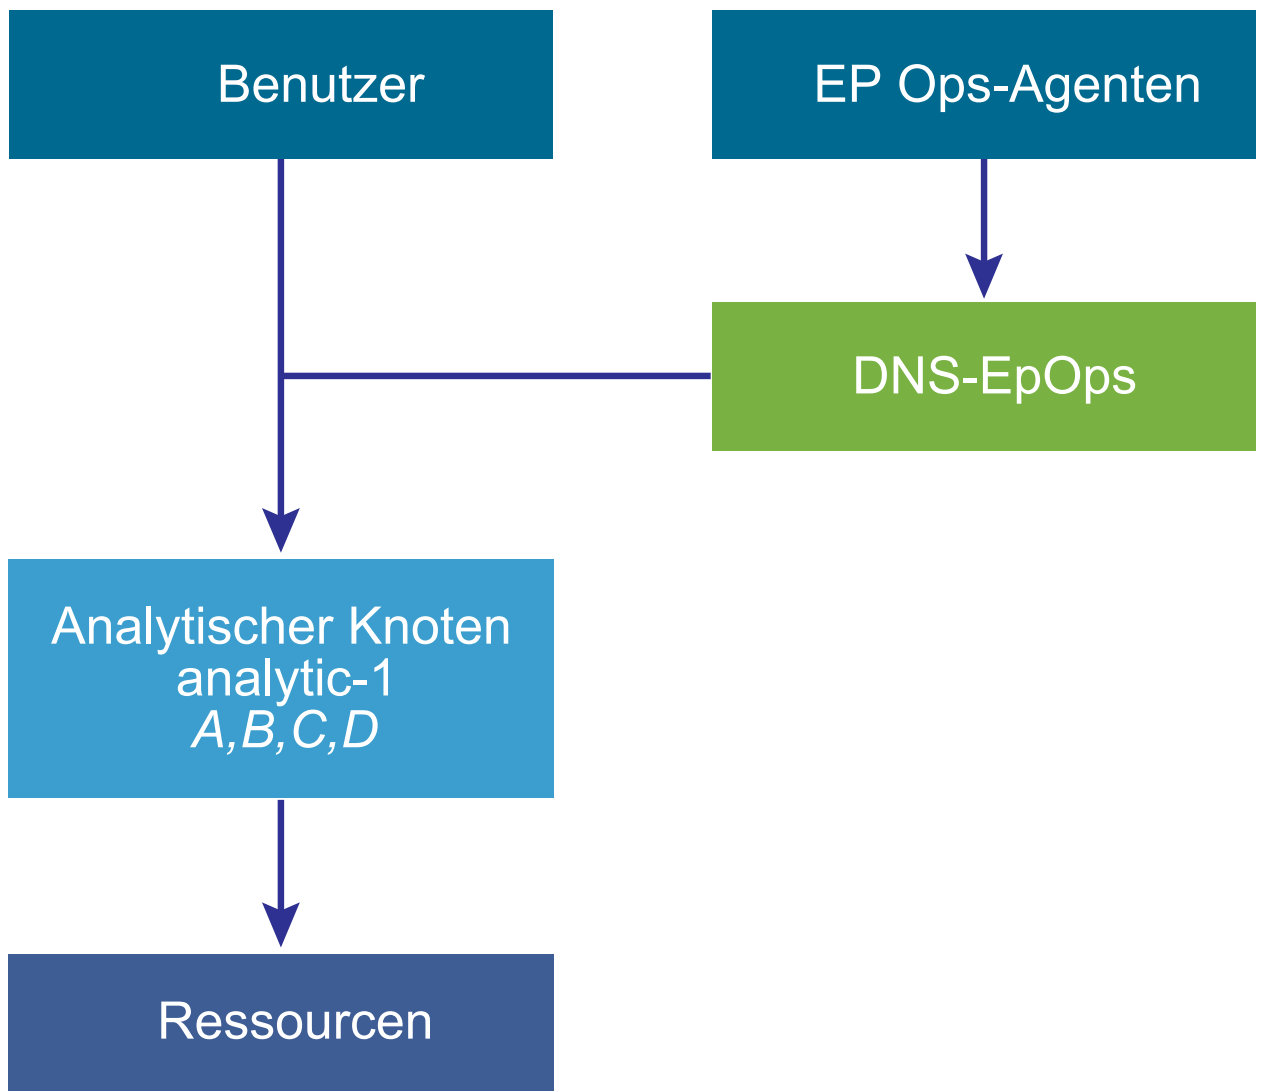 Benutzer
EP Ops-Agenten
DNS-EpOps
Analytischer Knoten
analytic-1
A,B,C,D
Ressourcen